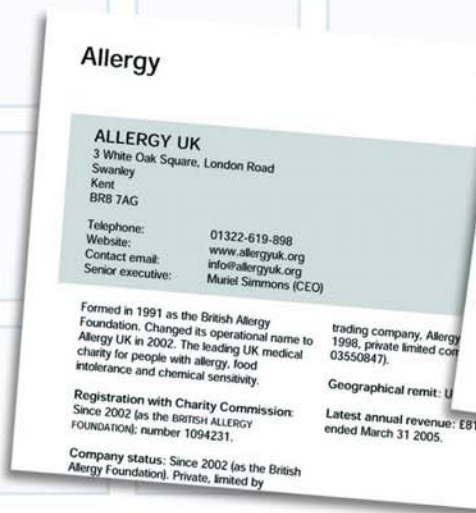 Allergy
ALLERGY UK
3 White Oak Square, London Road
Swanley
Kent
BR8 7AG
Telephone: 01322-619-898
Website: www.allergyuk.org
Contact email: info@allergyuk.org
Senior executive: Muriel Simmons (CEO)
Formed in 1991 as the British Allergy
Foundation. Changed its operational name to
Allergy UK in 2002. The leading UK medical
charity for people with allergy, food
intolerance and chemical sensitivity.
Registration with Charity Commission:
Since 2002 (as the BRITISH ALLERGY
FOUNDATION); number 1094231.
Company status: Since 2002 (as the British
Allergy Foundation). Private, limited by
trading company, Allergy
1998, private limited com
03550847).
Geographical remit: U
Latest annual revenue: £81
ended March 31 2005.